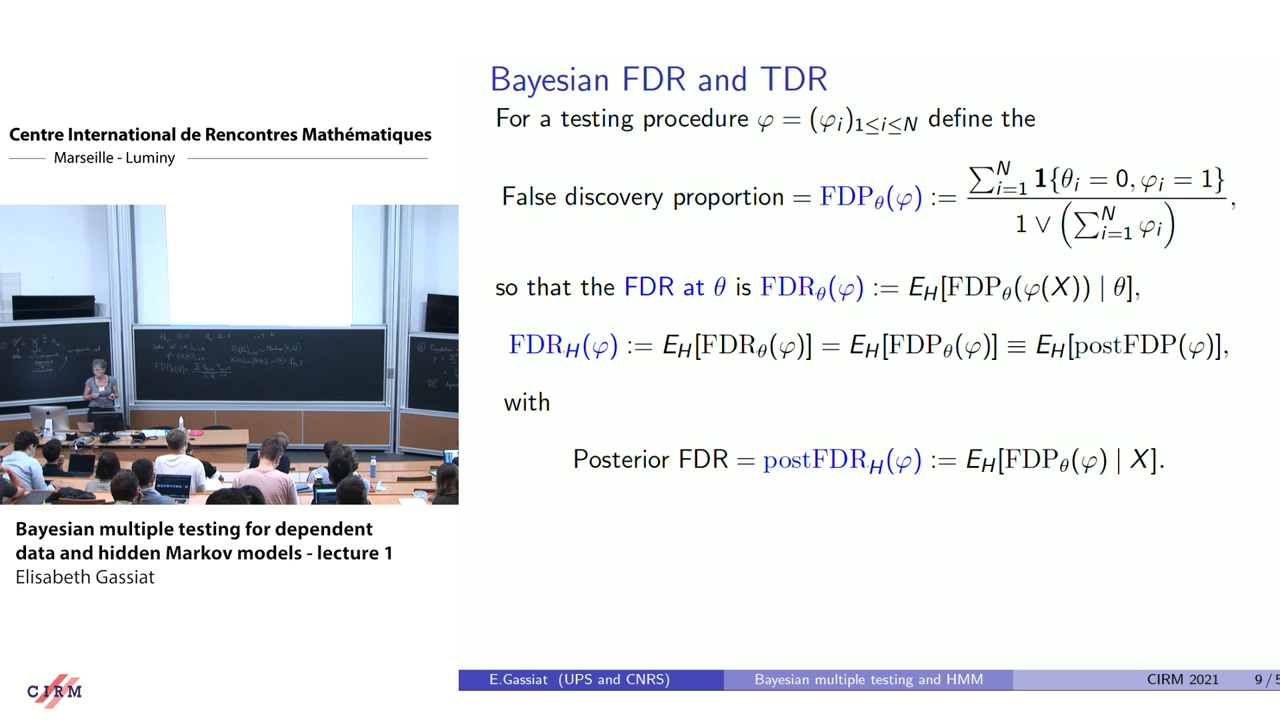 Centre International de Rencontres Mathématiques
Marseille - Luminy
Bayesian multiple testing for dependent
data and hidden Markov models - lecture 1
Elisabeth Gassiat
CIRM
Bayesian FDR and TDR
For a testing procedure φ = (φ_i)_{1≤i≤N} define the
False discovery proportion = FDP_θ(φ) := \frac{∑_{i=1}^N 𝟏{θ_i = 0, φ_i = 1}}{1 ∨ (∑_{i=1}^N φ_i)},
so that the FDR at θ is FDR_θ(φ) := E_H[FDP_θ(φ(X)) | θ],
FDR_H(φ) := E_H[FDR_θ(φ)] = E_H[FDP_θ(φ)] ≡ E_H[postFDP(φ)],
with
Posterior FDR = postFDR_H(φ) := E_H[FDP_θ(φ) | X].
E.Gassiat (UPS and CNRS) Bayesian multiple testing and HMM CIRM 2021 9 / 5